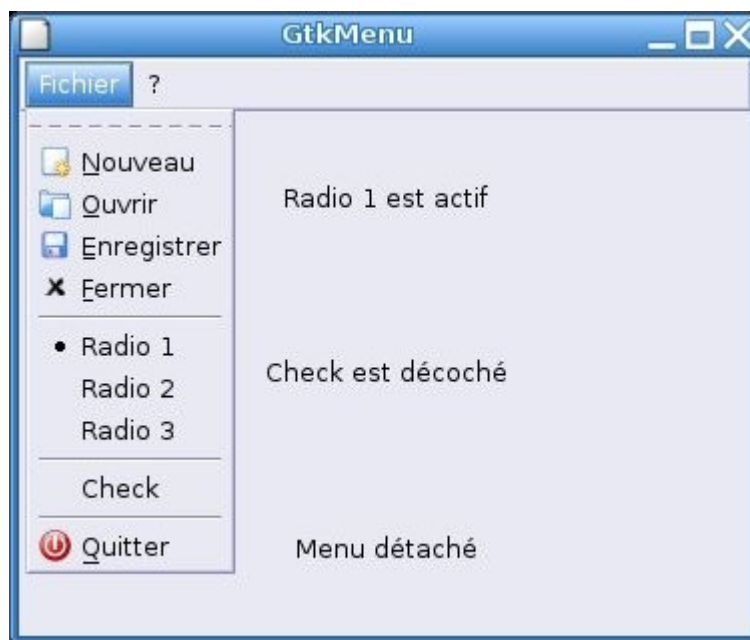 GtkMenu
Fichier ?
Nouveau
Ouvrir
Enregistrer
Fermer
Radio 1
Radio 2
Radio 3
Check
Quitter
Radio 1 est actif
Check est décoché
Menu détaché